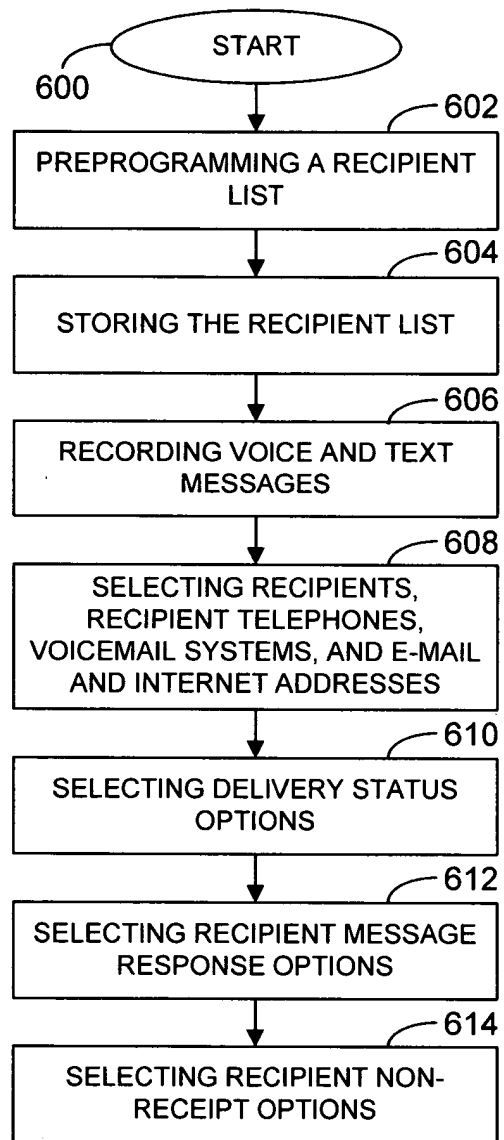 START
600
602
PREPROGRAMMING A RECIPIENT
LIST
604
STORING THE RECIPIENT LIST
606
RECORDING VOICE AND TEXT
MESSAGES
608
SELECTING RECIPIENTS,
RECIPIENT TELEPHONES,
VOICEMAIL SYSTEMS, AND E-MAIL
AND INTERNET ADDRESSES
610
SELECTING DELIVERY STATUS
OPTIONS
612
SELECTING RECIPIENT MESSAGE
RESPONSE OPTIONS
614
SELECTING RECIPIENT NON-
RECEIPT OPTIONS